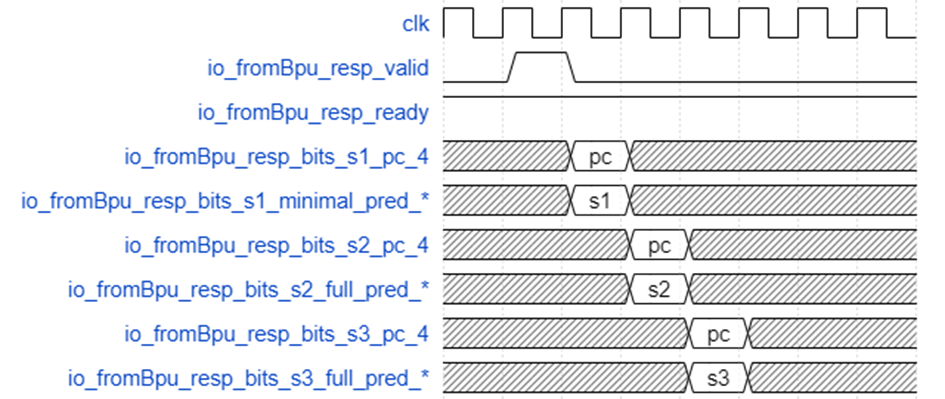 clk
io_fromBpu_resp_valid
io_fromBpu_resp_ready
io_fromBpu_resp_bits_s1_pc_4 pc
io_fromBpu_resp_bits_s1_minimal_pred_* s1
io_fromBpu_resp_bits_s2_pc_4 pc
io_fromBpu_resp_bits_s2_full_pred_* s2
io_fromBpu_resp_bits_s3_pc_4 pc
io_fromBpu_resp_bits_s3_full_pred_* s3